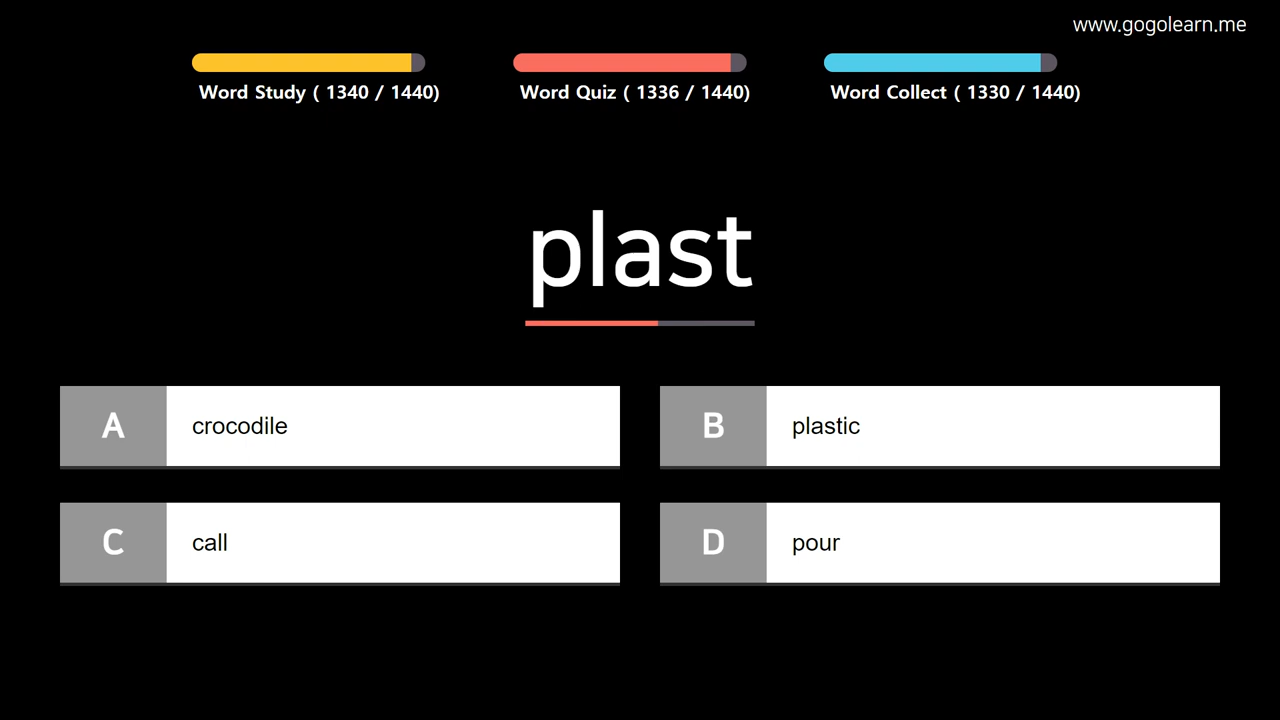 www.gogolearn.me
Word Study ( 1340 / 1440)
Word Quiz ( 1336 / 1440)
Word Collect ( 1330 / 1440)
plast
A crocodile
B plastic
C call
D pour